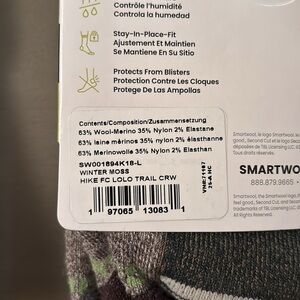 Contrôle l'humidité
Controla la humedad
Stay-In-Place-Fit
Ajustement Et Maintien
Se Mantiene En Su Sitio
Protects From Blisters
Protection Contre Les Cloques
Protege De Las Ampollas
Contents/Composition/Zusammensetzung
63% Wool-Merino 35% Nylon 2% Elastane
63% laine mérinos 35% nylon 2% élasthanne
63% Merinowolle 35% Nylon 2% Elasthan
SW001894K18-L
WINTER MOSS
HIKE FC LOLO TRAIL CRW
1 97065 13083 1
SMARTWO
888.879.9665